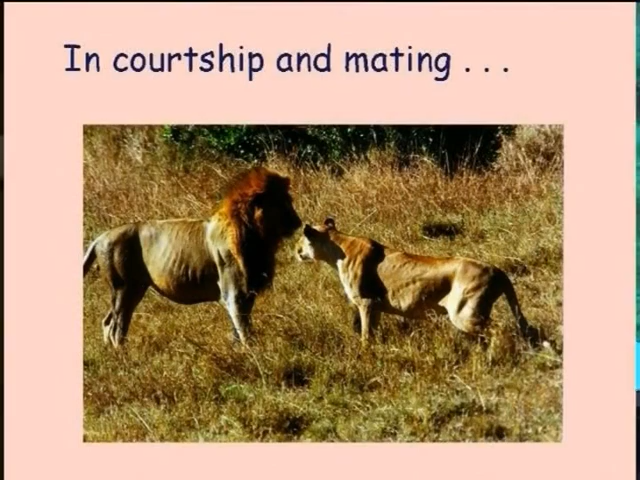 In courtship and mating . . .